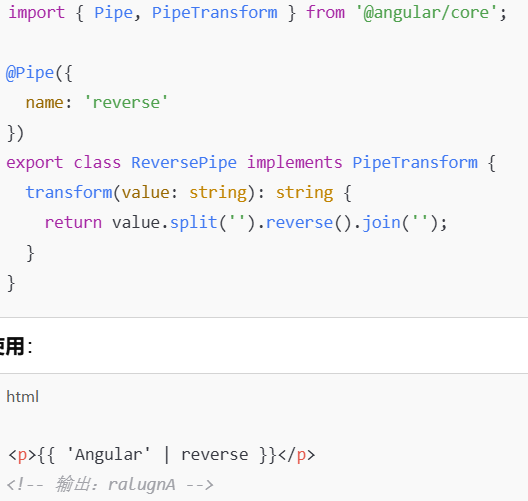 import { Pipe, PipeTransform } from '@angular/core';
@Pipe({
  name: 'reverse'
})
export class ReversePipe implements PipeTransform {
  transform(value: string): string {
    return value.split('').reverse().join('');
  }
}
使用：
html
<p>{{ 'Angular' | reverse }}</p>
<!-- 输出：ralugnA -->